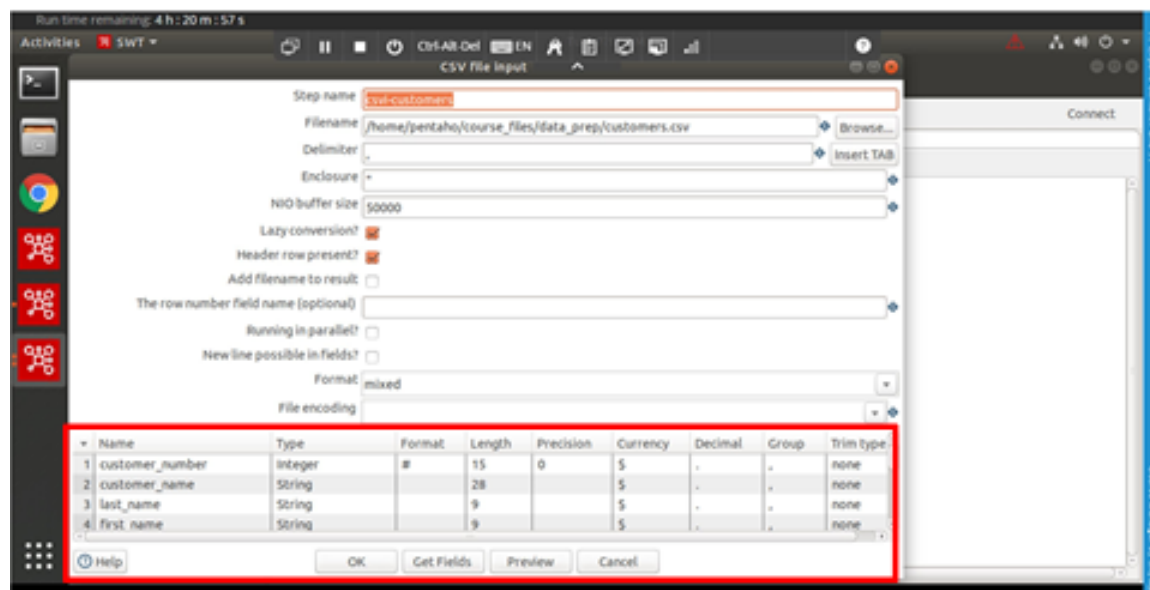 Run time remaining: 4 h : 20 m : 57 s
Activities SWT Ctrl-Alt-Del EN ?
CSV file input
Connect
Step name csvi-customers
Filename /home/pentaho/course_files/data_prep/customers.csv Browse...
Delimiter , Insert TAB
Enclosure "
NIO buffer size 50000
Lazy conversion?
Header row present?
Add filename to result
The row number field name (optional)
Running in parallel?
New line possible in fields?
Format mixed
File encoding
Name Type Format Length Precision Currency Decimal Group Trim type
1 customer_number Integer # 15 0 $ . , none
2 customer_name String 28 $ . , none
3 last_name String 9 $ . , none
4 first_name String 9 $ . , none
Help OK Get Fields Preview Cancel